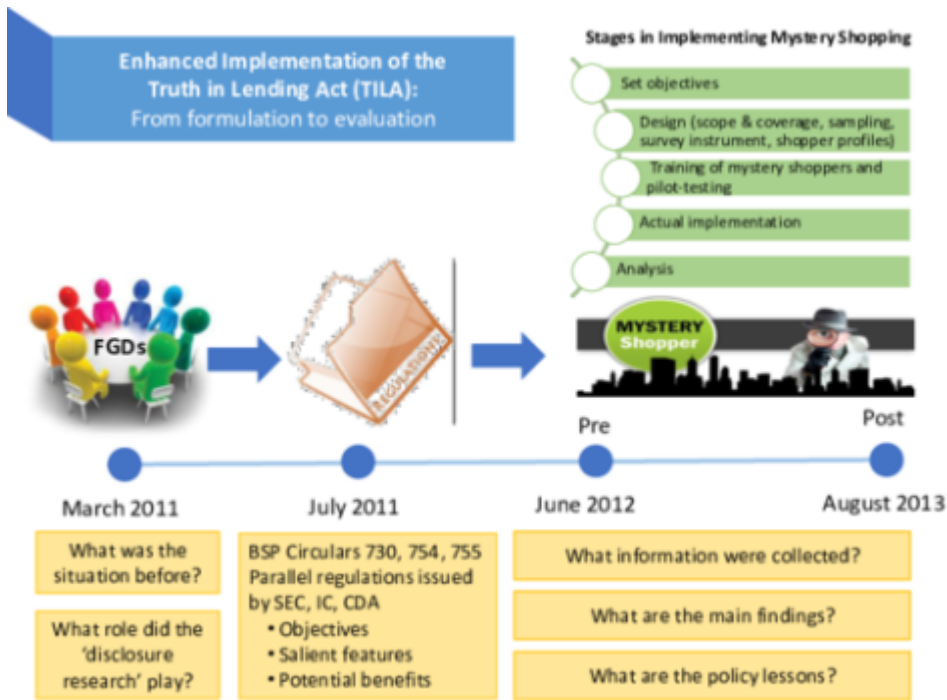 Enhanced Implementation of the
Truth in Lending Act (TILA):
From formulation to evaluation
Stages in Implementing Mystery Shopping
Set objectives
Design (scope & coverage, sampling,
survey instrument, shopper profiles)
Training of mystery shoppers and
pilot-testing
Actual implementation
Analysis
FGDs
REGULATIONS
MYSTERY
Shopper
Pre
Post
March 2011
July 2011
June 2012
August 2013
What was the
situation before?
What role did the
‘disclosure
research’ play?
BSP Circulars 730, 754, 755
Parallel regulations issued
by SEC, IC, CDA
• Objectives
• Salient features
• Potential benefits
What information were collected?
What are the main findings?
What are the policy lessons?